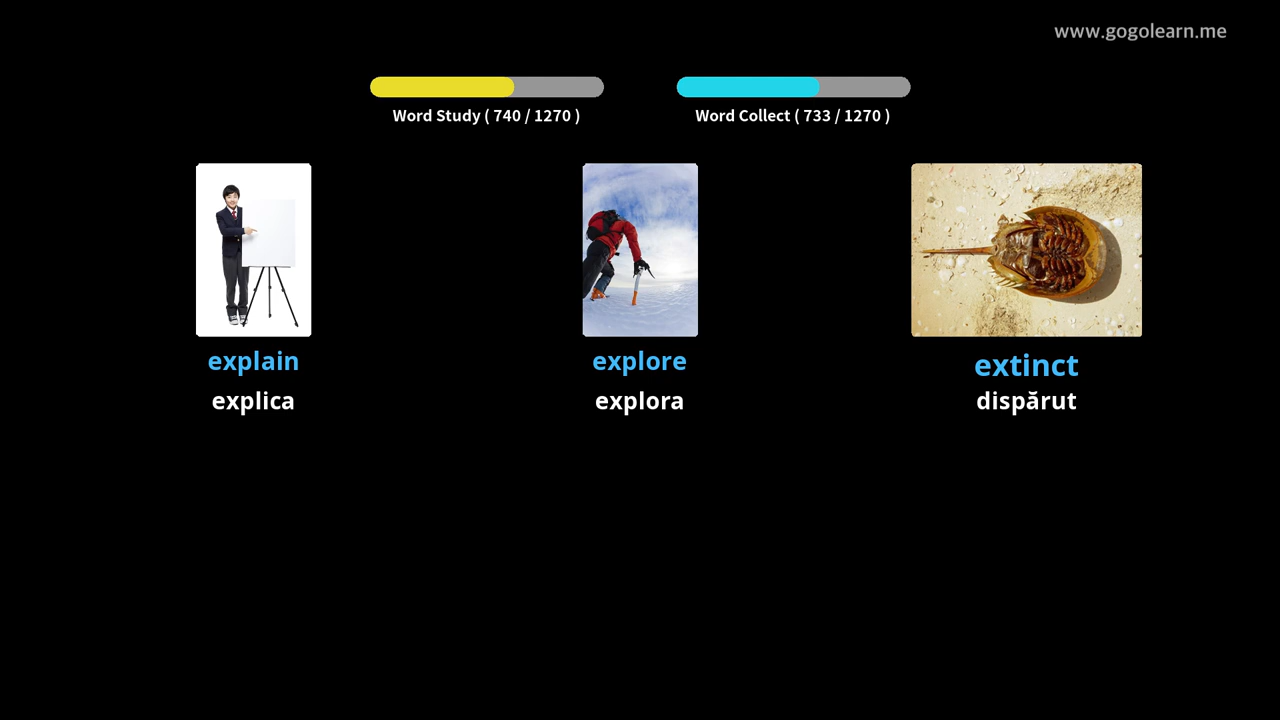 www.gogolearn.me
Word Study ( 740 / 1270 )
Word Collect ( 733 / 1270 )
explain
explica
explore
explora
extinct
dispărut